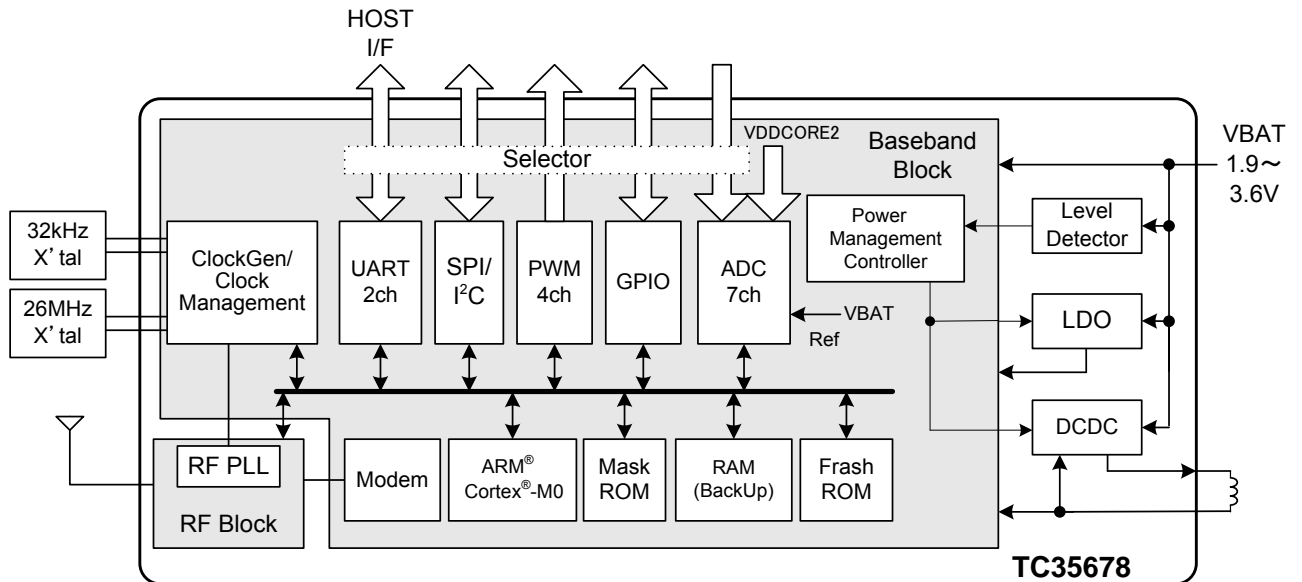 HOST
I/F
VDDCORE2
Selector
Baseband
Block
VBAT
1.9～
3.6V
32kHz
X’tal
26MHz
X’tal
ClockGen/
Clock
Management
UART
2ch
SPI/
I²C
PWM
4ch
GPIO
ADC
7ch
VBAT
Ref
Power
Management
Controller
Level
Detector
LDO
DCDC
RF PLL
RF Block
Modem
ARM®
Cortex®-M0
Mask
ROM
RAM
(BackUp)
Frash
ROM
TC35678